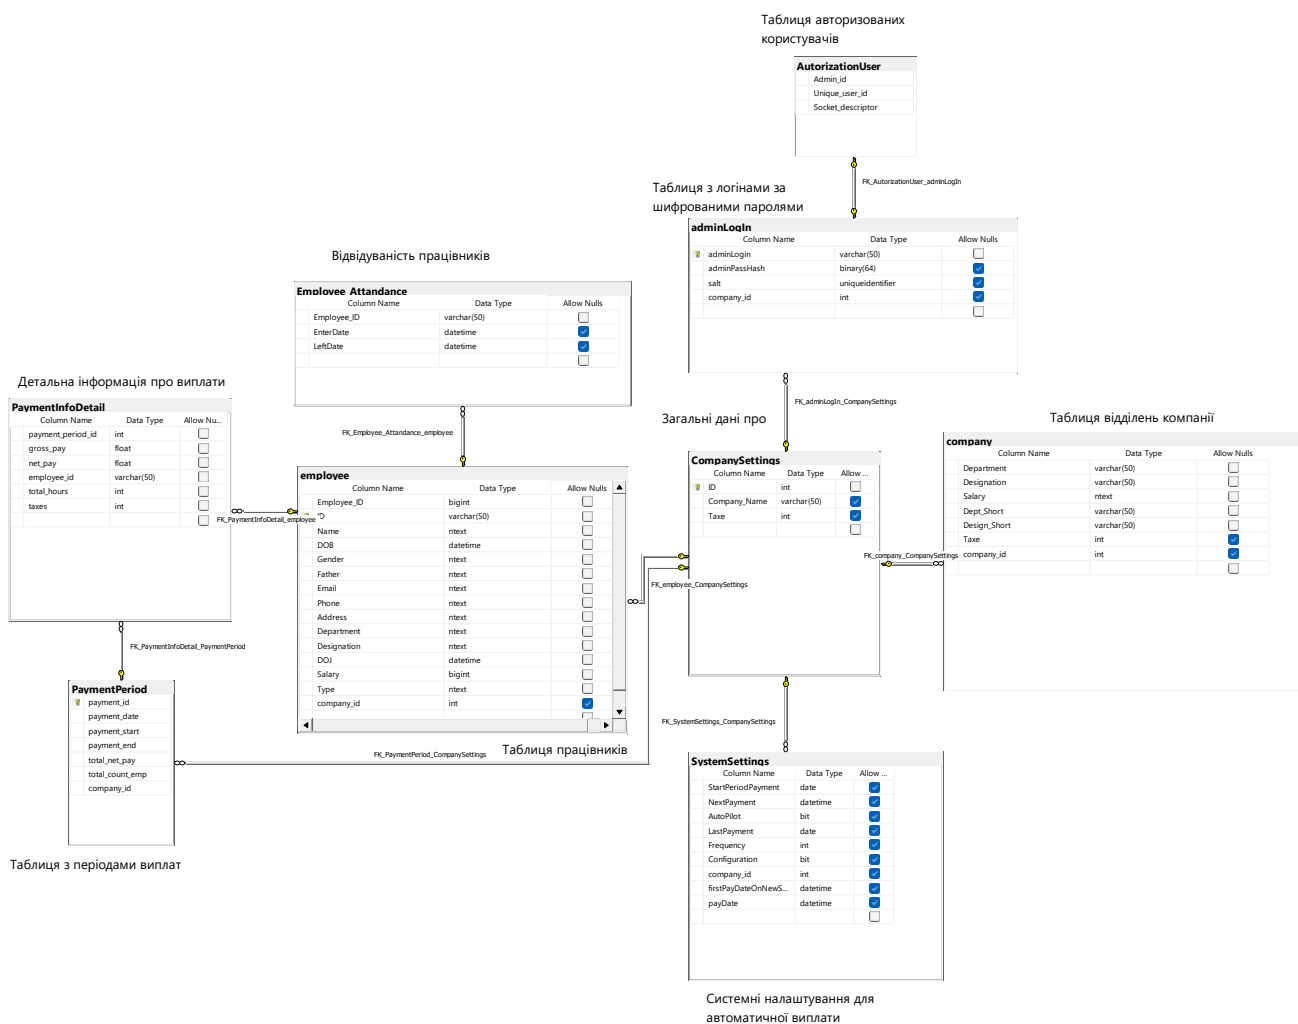 Таблиця авторизованих
користувачів
AutorizationUser
Admin_id
Unique_user_id
Socket_descriptor
FK_AutorizationUser_adminLogIn
Таблиця з логінами за
шифрованими паролями
adminLogIn
Column Name Data Type Allow Nulls
adminLogin varchar(50)
adminPassHash binary(64)
salt uniqueidentifier
company_id int
FK_adminLogIn_CompanySettings
Відвідуваність працівників
Employee_Attandance
Column Name Data Type Allow Nulls
Employee_ID varchar(50)
EnterDate datetime
LeftDate datetime
FK_Employee_Attandance_employee
Детальна інформація про виплати
PaymentInfoDetail
Column Name Data Type Allow Nu...
payment_period_id int
gross_pay float
net_pay float
employee_id varchar(50)
total_hours int
taxes int
FK_PaymentInfoDetail_employee
FK_PaymentInfoDetail_PaymentPeriod
employee
Column Name Data Type Allow Nulls
Employee_ID bigint
ID varchar(50)
Name ntext
DOB datetime
Gender ntext
Father ntext
Email ntext
Phone ntext
Address ntext
Department ntext
Designation ntext
DOJ datetime
Salary bigint
Type ntext
company_id int
Таблиця працівників
FK_employee_CompanySettings
Загальні дані про
CompanySettings
Column Name Data Type Allow ...
ID int
Company_Name varchar(50)
Taxe int
FK_company_CompanySettings
Таблиця відділень компанії
company
Column Name Data Type Allow Nulls
Department varchar(50)
Designation varchar(50)
Salary ntext
Dept_Short varchar(50)
Design_Short varchar(50)
Taxe int
company_id int
PaymentPeriod
payment_id
payment_date
payment_start
payment_end
total_net_pay
total_count_emp
company_id
FK_PaymentPeriod_CompanySettings
Таблиця з періодами виплат
FK_SystemSettings_CompanySettings
SystemSettings
Column Name Data Type Allow ...
StartPeriodPayment date
NextPayment datetime
AutoPilot bit
LastPayment date
Frequency int
Configuration bit
company_id int
firstPayDateOnNewS... datetime
payDate datetime
Системні налаштування для
автоматичної виплати